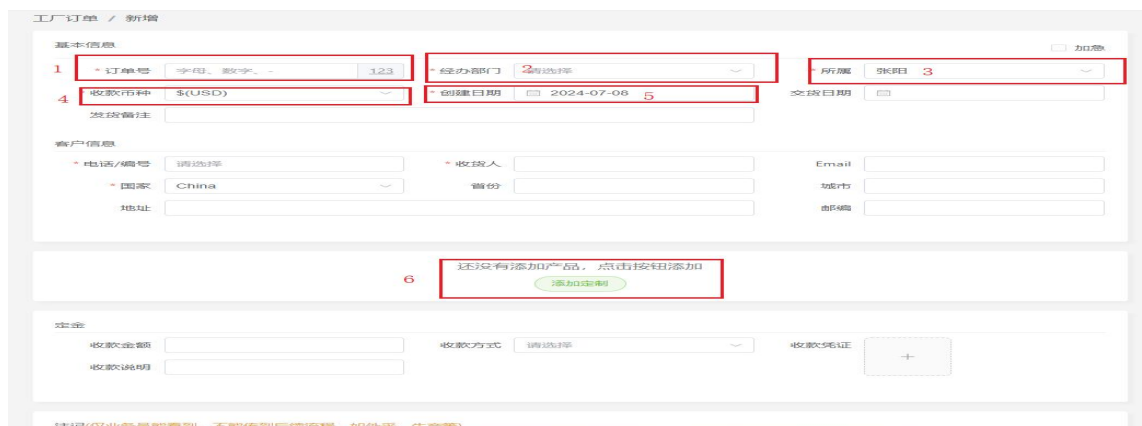 工厂订单 / 新增
基本信息
加急
1 * 订单号 字母、数字、- 123 * 经办部门 2 请选择 * 所属 张阳 3
4 * 收款币种 $(USD) * 创建日期 2024-07-08 5 交货日期
发货备注
客户信息
* 电话/编号 请选择 * 收货人 Email
* 国家 China 省份 城市
地址 邮编
还没有添加产品，点击按钮添加
6
添加定制
定金
收款金额 收款方式 请选择 收款凭证
+
收款说明